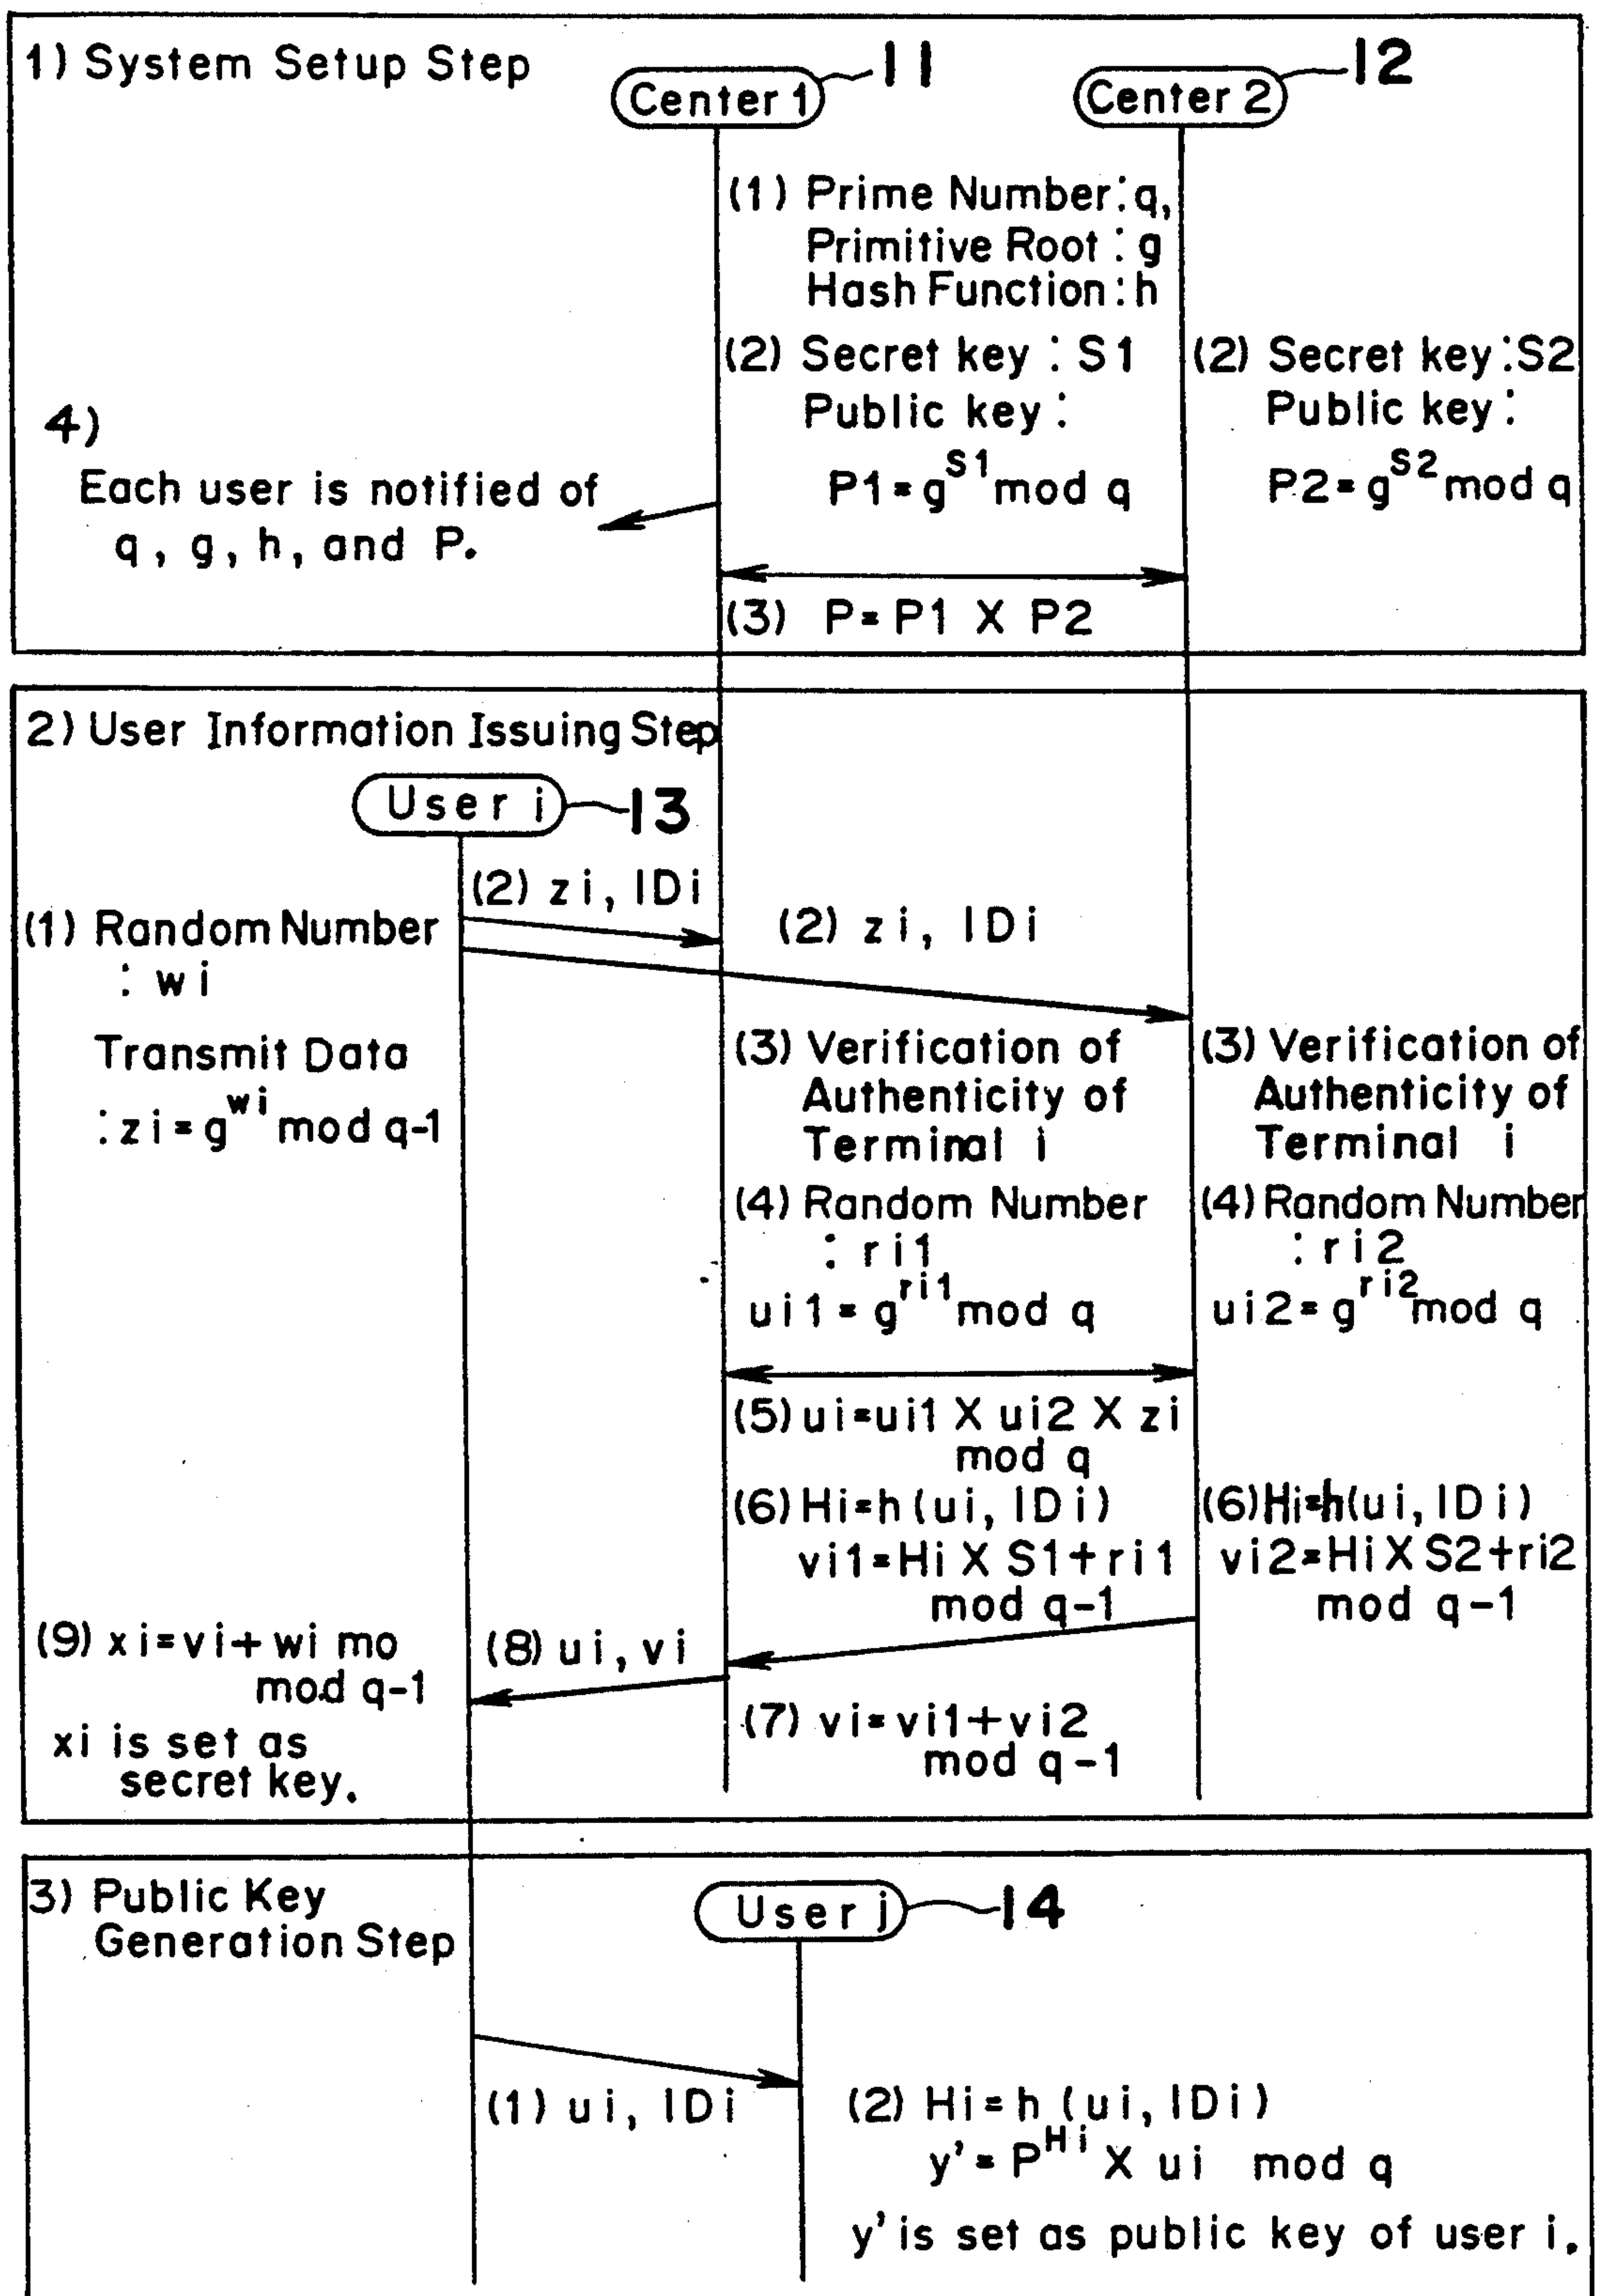 1) System Setup Step
Center 1
11
Center 2
12
(1) Prime Number : q,
Primitive Root : g
Hash Function : h
(2) Secret key : S1
Public key :
P1 = g^S1 mod q
(2) Secret key : S2
Public key :
P2 = g^S2 mod q
4)
Each user is notified of
q, g, h, and P.
(3) P = P1 X P2
2) User Information Issuing Step
User i
13
(2) zi, IDi
(1) Random Number
: wi
Transmit Data
: zi = g^wi mod q-1
(2) zi, IDi
(3) Verification of
Authenticity of
Terminal i
(3) Verification of
Authenticity of
Terminal i
(4) Random Number
: ri1
ui1 = g^ri1 mod q
(4) Random Number
: ri2
ui2 = g^ri2 mod q
(5) ui = ui1 X ui2 X zi
mod q
(6) Hi = h (ui, IDi)
vi1 = Hi X S1 + ri1
mod q-1
(6) Hi = h (ui, IDi)
vi2 = Hi X S2 + ri2
mod q-1
(9) xi = vi + wi mo
mod q-1
xi is set as
secret key.
(8) ui, vi
(7) vi = vi1 + vi2
mod q-1
3) Public Key
Generation Step
User j
14
(1) ui, IDi
(2) Hi = h (ui, IDi)
y' = P^Hi X ui mod q
y' is set as public key of user i.